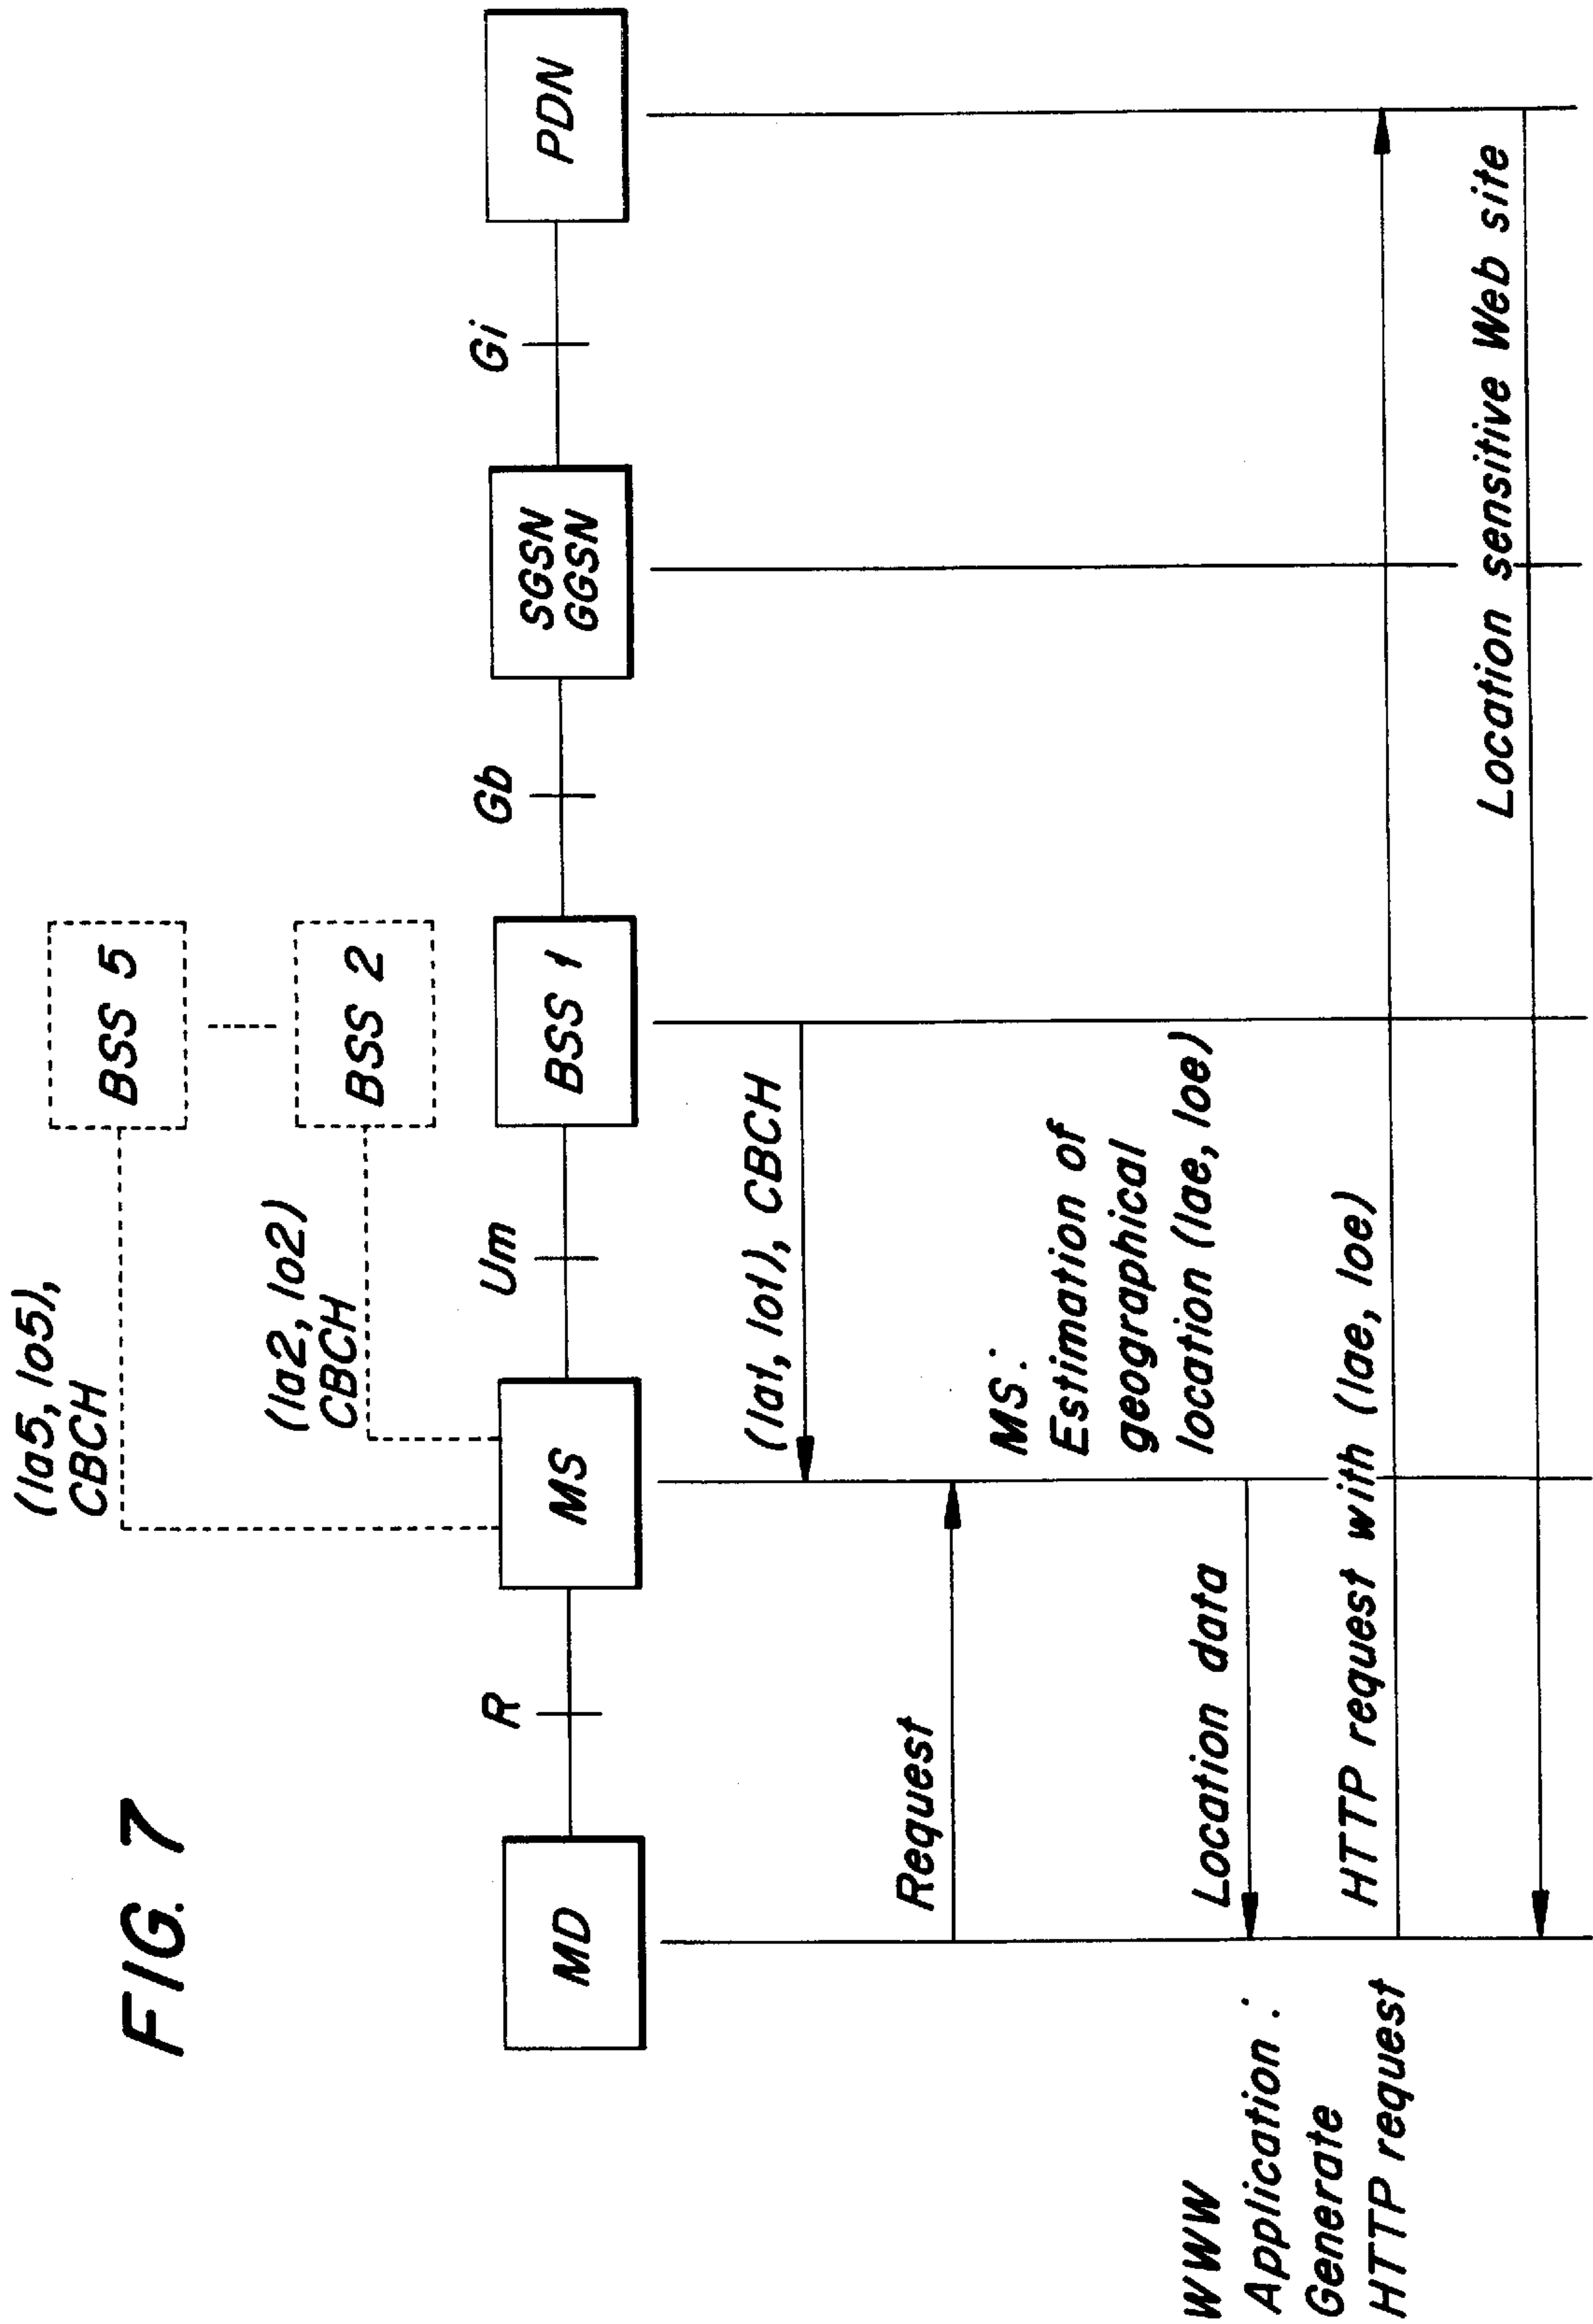 FIG. 7
(la5, lo5),
CBCH
BSS 5
(la2, lo2)
CBCH
BSS 2
MD
R
MS
Um
BSS 1
Gb
SGSN
GGSN
Gi
PDN
(la1, lo1), CBCH
Request
MS:
Estimation of
geographical
location (lae, loe)
Location data
WWW
Application :
Generate
HTTP request
HTTP request with (lae, loe)
Location sensitive Web site